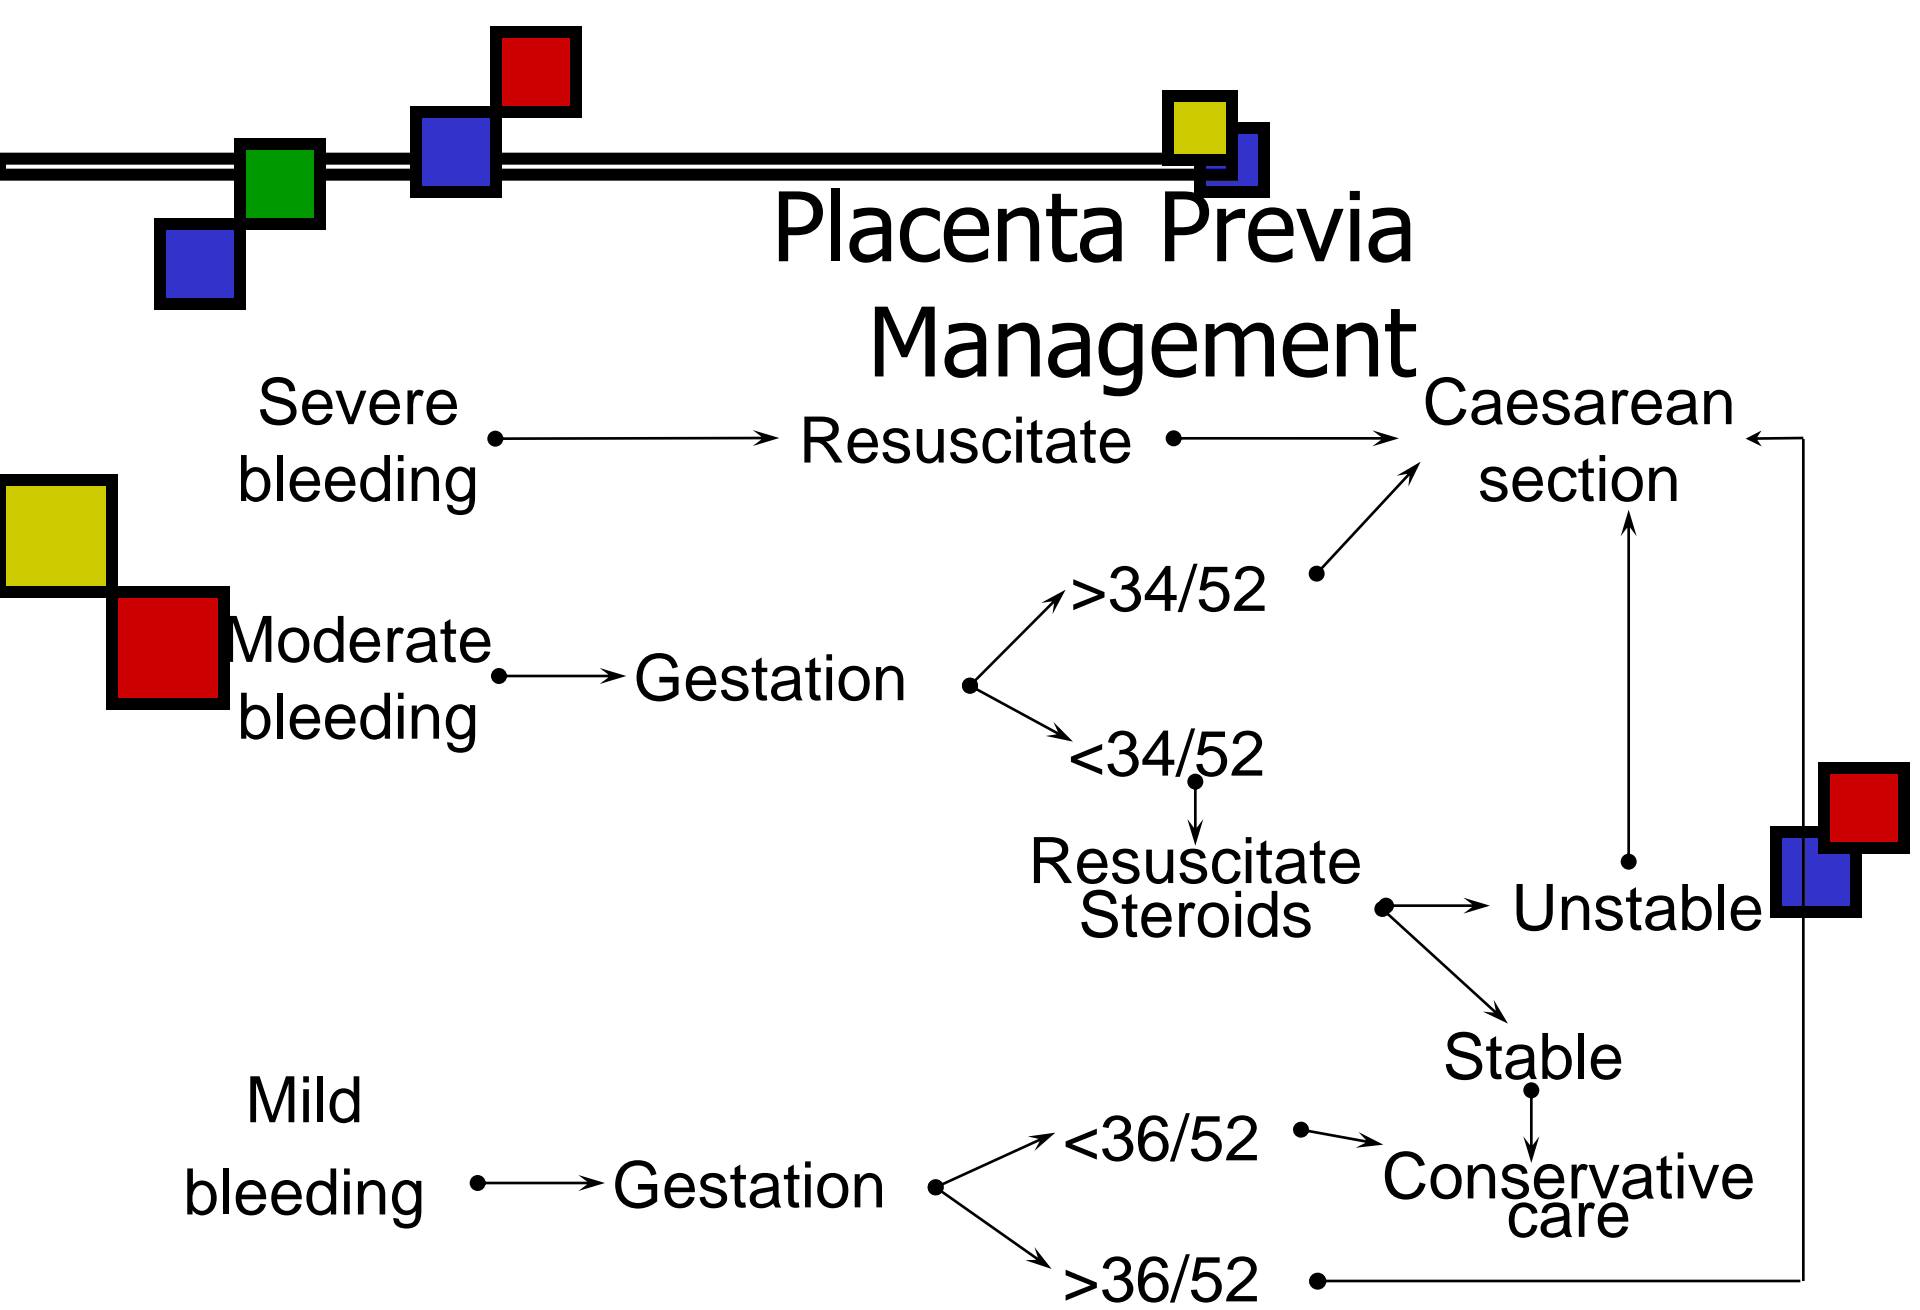 Placenta Previa
Management
Severe
bleeding
Resuscitate
Caesarean
section
Moderate
bleeding
Gestation
>34/52
<34/52
Resuscitate
Steroids
Unstable
Stable
Mild
bleeding
Gestation
<36/52
Conservative
care
>36/52